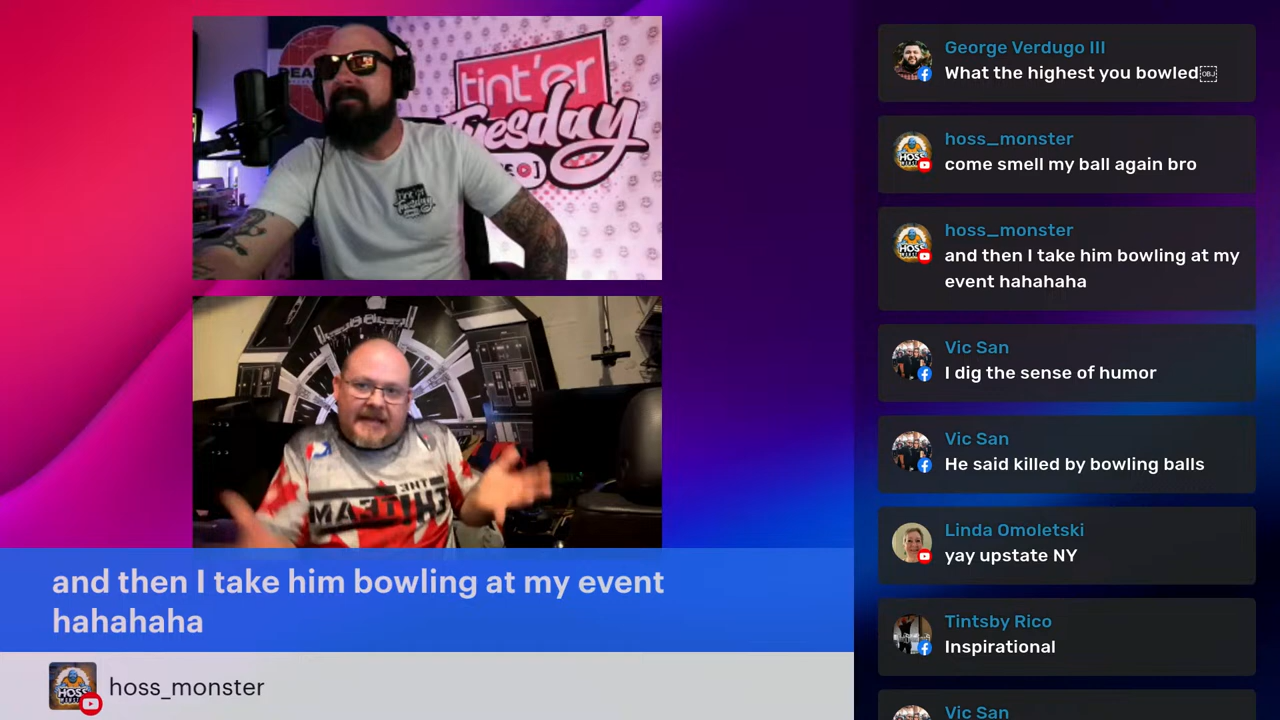 tint'er
Tuesday
THE
HIT TEAM
and then I take him bowling at my event
hahahaha
hoss_monster
George Verdugo III
What the highest you bowled￼
hoss_monster
come smell my ball again bro
hoss_monster
and then I take him bowling at my
event hahahaha
Vic San
I dig the sense of humor
Vic San
He said killed by bowling balls
Linda Omoletski
yay upstate NY
Tintsby Rico
Inspirational
Vic San